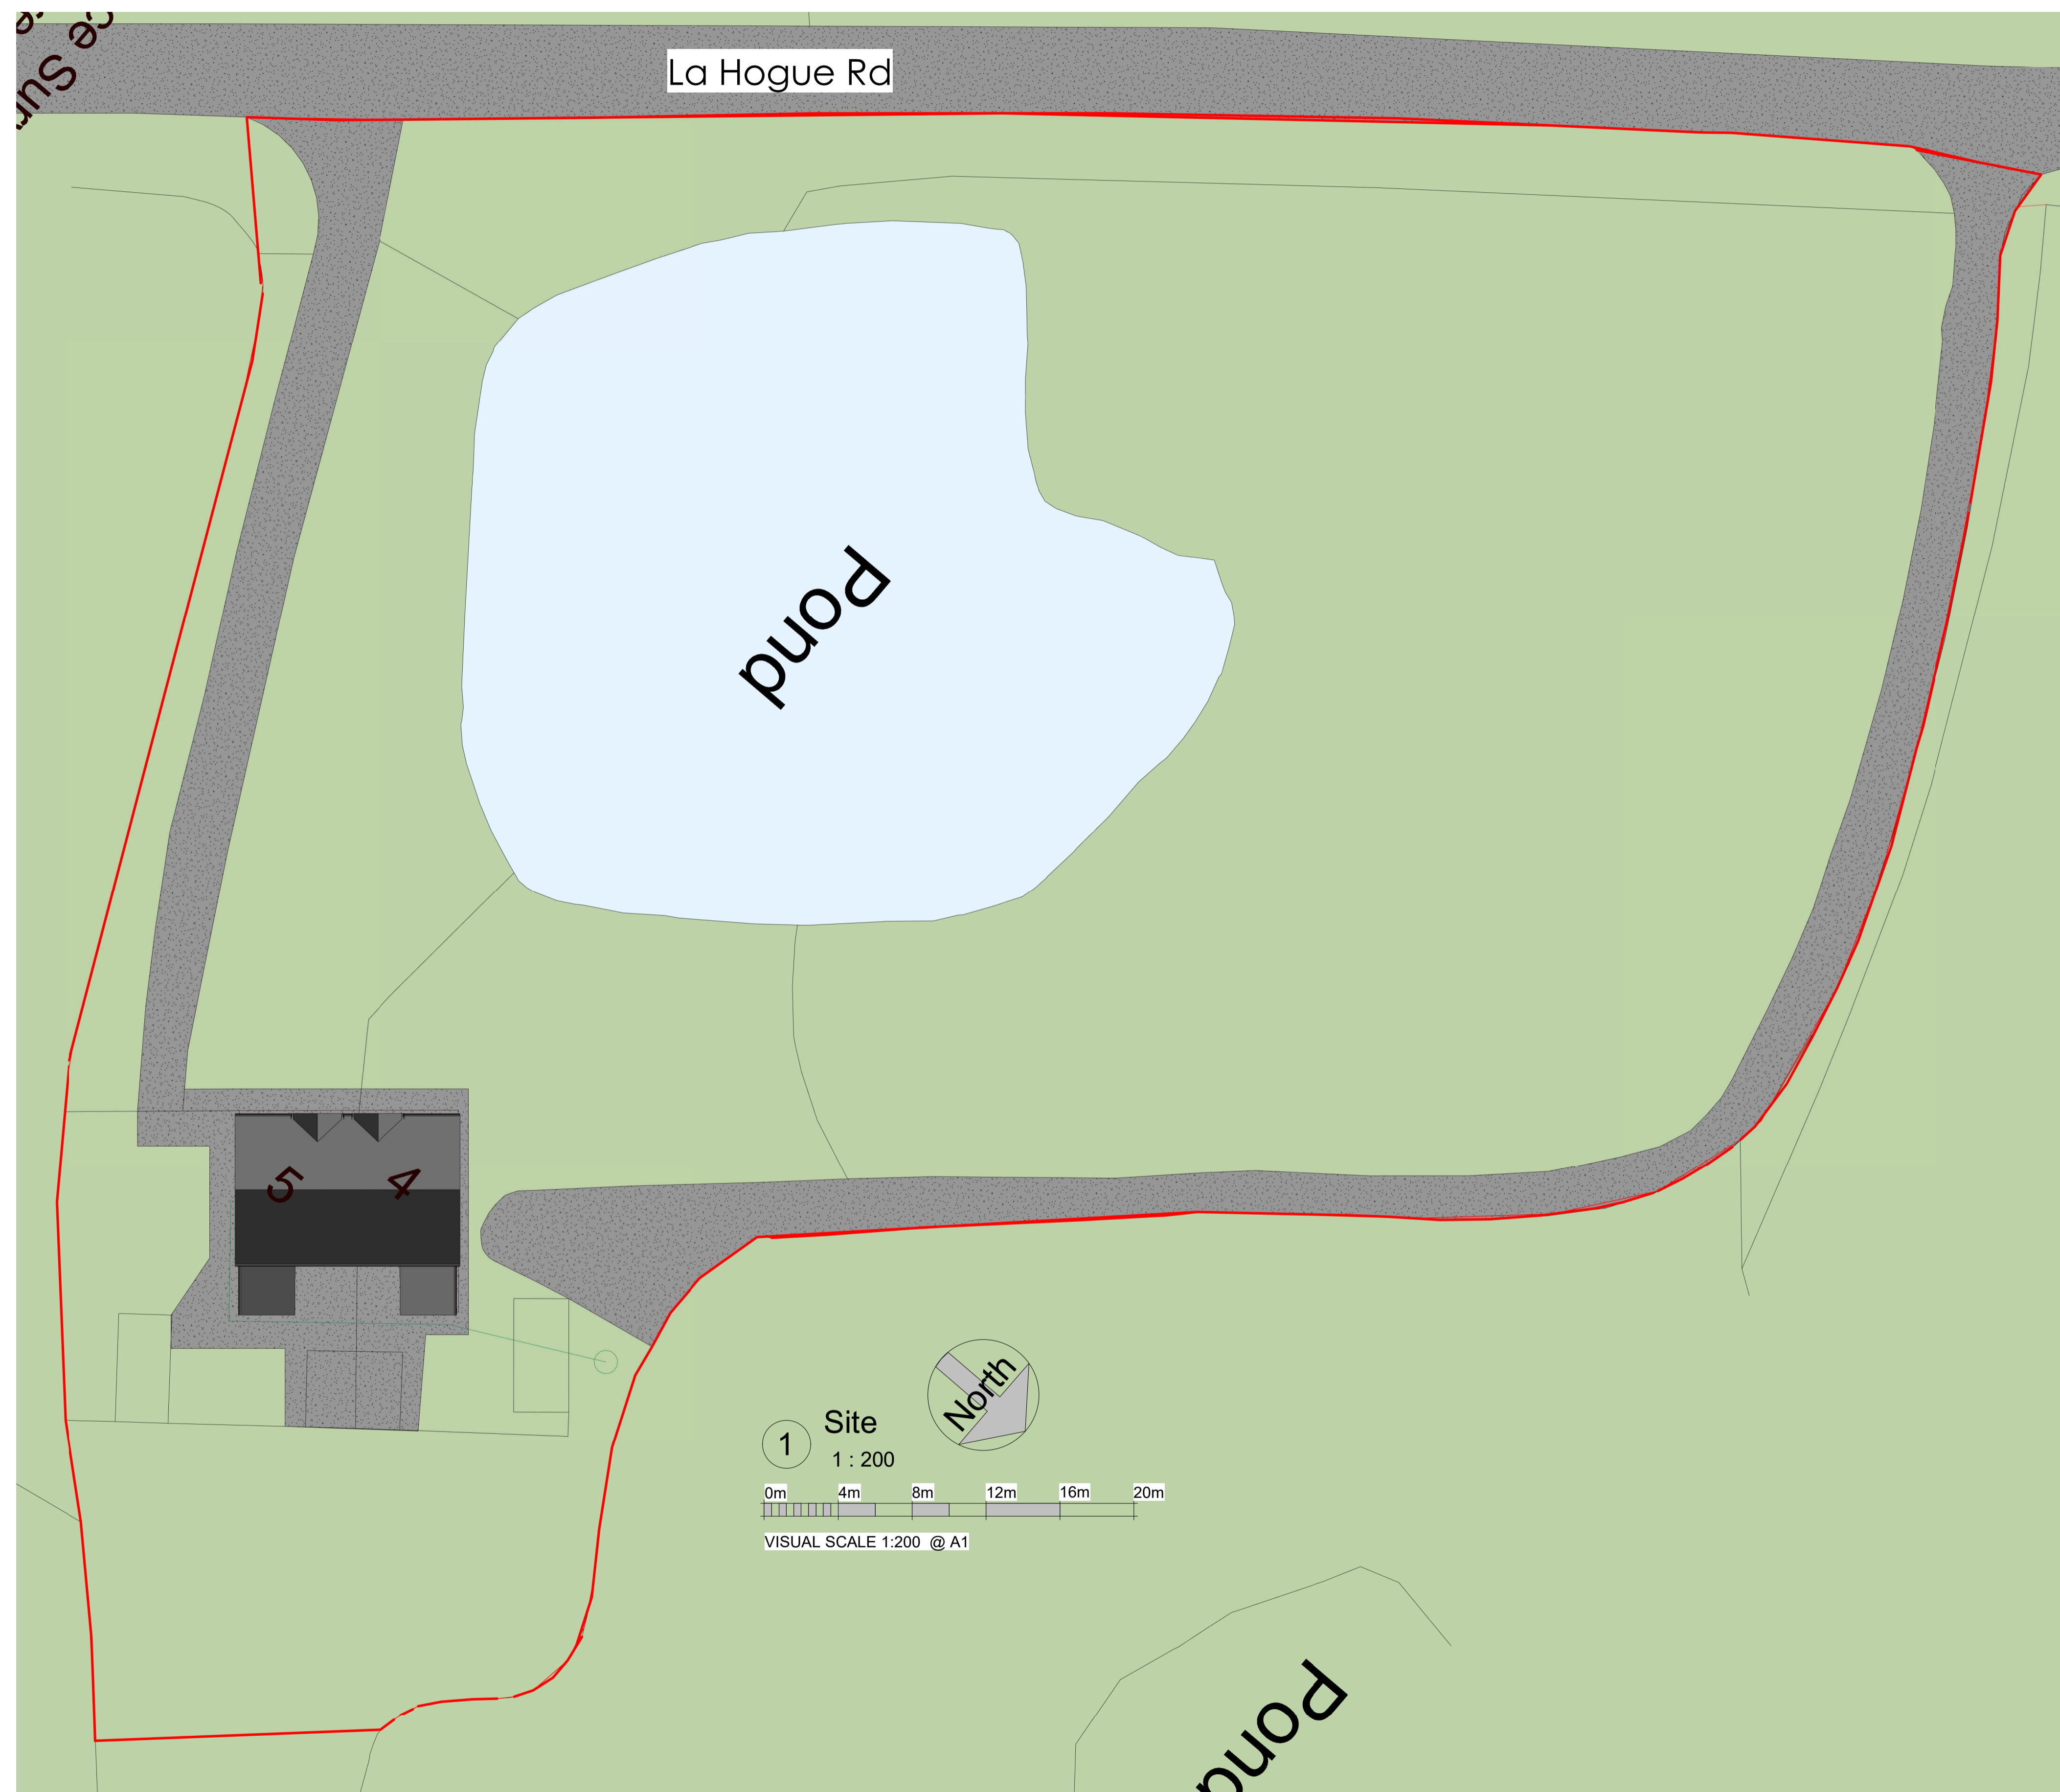 La Hogue Rd
Pond
5
4
North
1
Site
1 : 200
0m 4m 8m 12m 16m 20m
VISUAL SCALE 1:200 @ A1
Pond